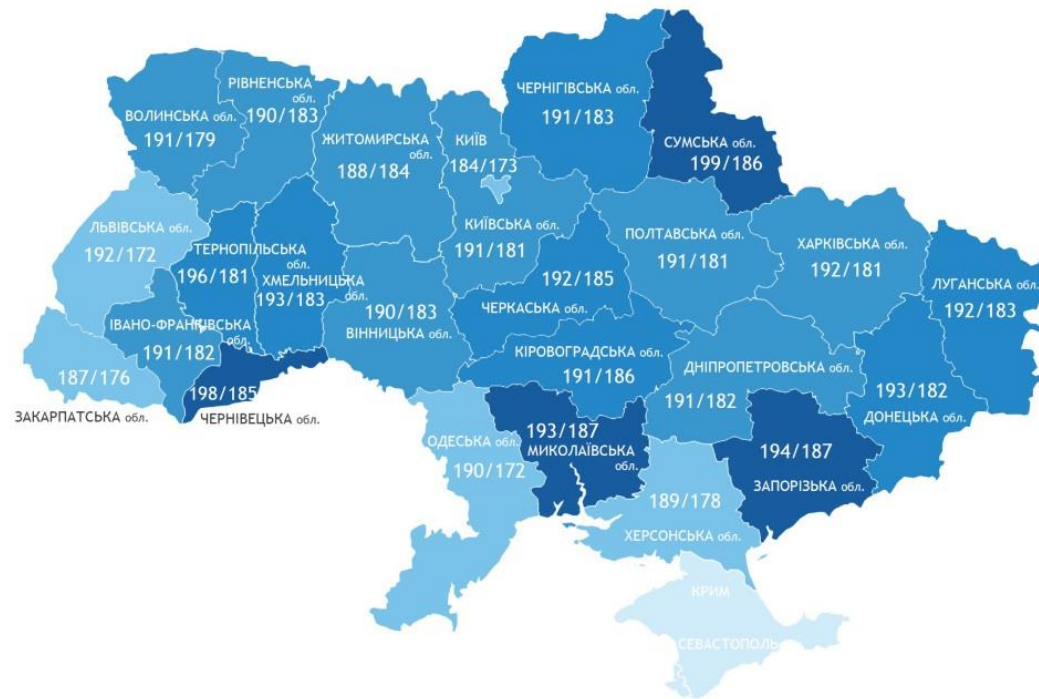 ЧЕРНІГІВСЬКА обл.
191/183
РІВНЕНСЬКА
обл.
190/183
ВОЛИНСЬКА обл.
191/179
ЖИТОМИРСЬКА
обл.
188/184
КИЇВ
184/173
СУМСЬКА обл.
199/186
ЛЬВІВСЬКА обл.
192/172
ТЕРНОПІЛЬСЬКА
обл.
196/181
ХМЕЛЬНИЦЬКА
обл.
193/183
КИЇВСЬКА обл.
191/181
ПОЛТАВСЬКА обл.
191/181
ХАРКІВСЬКА обл.
192/181
ЛУГАНСЬКА обл.
192/183
192/185
ЧЕРКАСЬКА обл.
190/183
ВІННИЦЬКА обл.
ІВАНО-ФРАНКІВСЬКА
обл.
191/182
КІРОВОГРАДСЬКА обл.
191/186
ДНІПРОПЕТРОВСЬКА обл.
191/182
193/182
ДОНЕЦЬКА обл.
187/176
ЗАКАРПАТСЬКА обл.
198/185
ЧЕРНІВЕЦЬКА обл.
ОДЕСЬКА обл.
190/172
193/187
МИКОЛАЇВСЬКА
обл.
194/187
ЗАПОРІЗЬКА обл.
189/178
ХЕРСОНСЬКА обл.
КРИМ
СЕВАСТОПОЛЬ